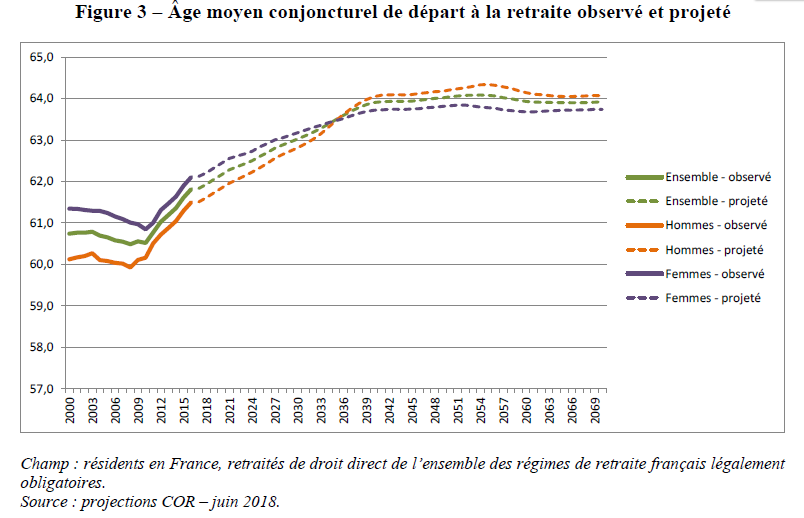 Figure 3 – Âge moyen conjoncturel de départ à la retraite observé et projeté
65,0
64,0
63,0
62,0
61,0
60,0
59,0
58,0
57,0
Ensemble - observé
Ensemble - projeté
Hommes - observé
Hommes - projeté
Femmes - observé
Femmes - projeté
2000 2003 2006 2009 2012 2015 2018 2021 2024 2027 2030 2033 2036 2039 2042 2045 2048 2051 2054 2057 2060 2063 2066 2069
Champ : résidents en France, retraités de droit direct de l’ensemble des régimes de retraite français légalement
obligatoires.
Source : projections COR – juin 2018.